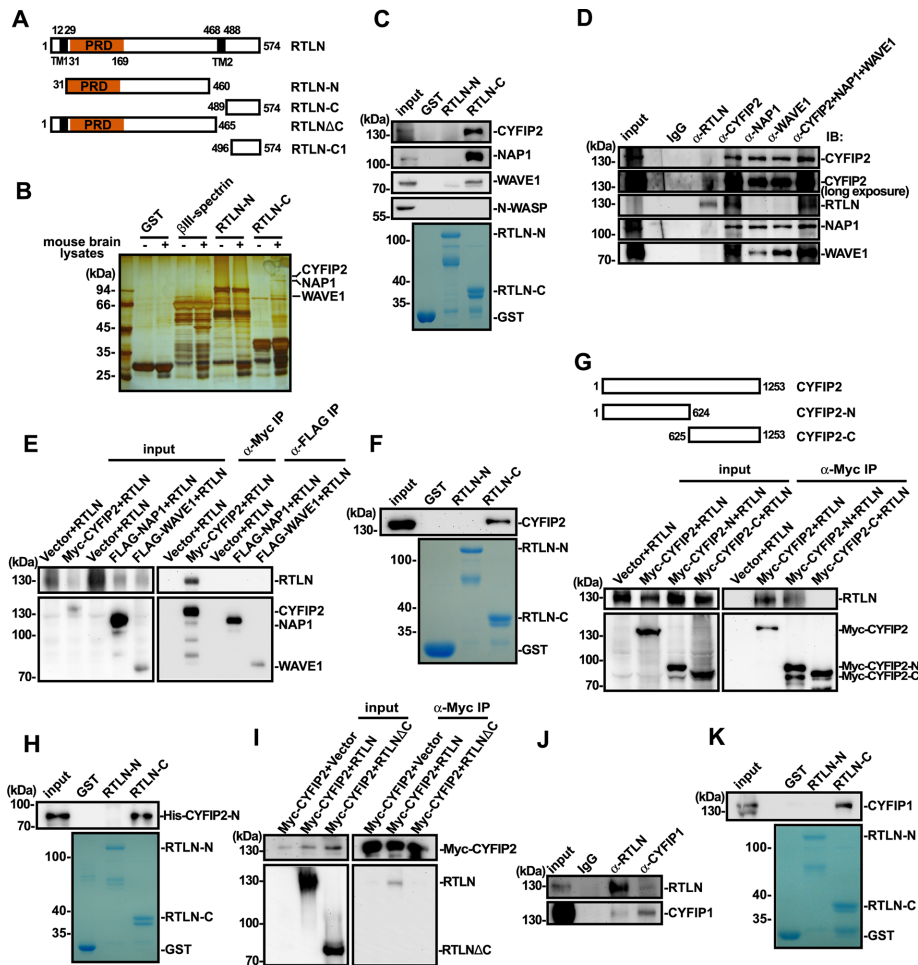 A
1229
468 488
1
PRD
574
RTLN
TM1
31
169
TM2
31
PRD
460
RTLN-N
489
574
RTLN-C
1
PRD
465
RTLNΔC
496
574
RTLN-C1
B
GST
βIII-spectrin
RTLN-N
RTLN-C
mouse brain
lysates
- + - + - + - +
(kDa)
CYFIP2
NAP1
WAVE1
94-
66-
45-
35-
25-
C
input
GST
RTLN-N
RTLN-C
(kDa)
130-
-CYFIP2
100-
-NAP1
70-
-WAVE1
55-
-N-WASP
100-
-RTLN-N
40-
35-
-RTLN-C
-GST
D
input
IgG
α-RTLN
α-CYFIP2
α-NAP1
α-WAVE1
α-CYFIP2+NAP1+WAVE1
(kDa)
IB:
130-
-CYFIP2
130-
-CYFIP2
(long exposure)
130-
-RTLN
100-
-NAP1
70-
-WAVE1
E
input
α-Myc IP
α-FLAG IP
Vector+RTLN
Myc-CYFIP2+RTLN
Vector+RTLN
FLAG-NAP1+RTLN
FLAG-WAVE1+RTLN
Vector+RTLN
Myc-CYFIP2+RTLN
Vector+RTLN
FLAG-NAP1+RTLN
FLAG-WAVE1+RTLN
(kDa)
130-
-RTLN
130-
-CYFIP2
-NAP1
100-
70-
-WAVE1
F
input
GST
RTLN-N
RTLN-C
(kDa)
130-
-CYFIP2
100-
-RTLN-N
40-
-RTLN-C
35-
-GST
G
1
1253
CYFIP2
1
624
CYFIP2-N
625
1253
CYFIP2-C
input
α-Myc IP
Vector+RTLN
Myc-CYFIP2+RTLN
Myc-CYFIP2-N+RTLN
Myc-CYFIP2-C+RTLN
Vector+RTLN
Myc-CYFIP2+RTLN
Myc-CYFIP2-N+RTLN
Myc-CYFIP2-C+RTLN
(kDa)
130-
-RTLN
130-
-Myc-CYFIP2
100-
-Myc-CYFIP2-N
-Myc-CYFIP2-C
70-
H
input
GST
RTLN-N
RTLN-C
(kDa)
100-
70-
-His-CYFIP2-N
100-
-RTLN-N
40-
-RTLN-C
35-
-GST
I
input
α-Myc IP
Myc-CYFIP2+Vector
Myc-CYFIP2+RTLN
Myc-CYFIP2+RTLNΔC
Myc-CYFIP2+Vector
Myc-CYFIP2+RTLN
Myc-CYFIP2+RTLNΔC
(kDa)
130-
-Myc-CYFIP2
130-
-RTLN
100-
-RTLNΔC
70-
J
input
IgG
α-RTLN
α-CYFIP1
(kDa)
130-
-RTLN
130-
-CYFIP1
K
input
GST
RTLN-N
RTLN-C
(kDa)
130-
-CYFIP1
100-
-RTLN-N
40-
-RTLN-C
35-
-GST